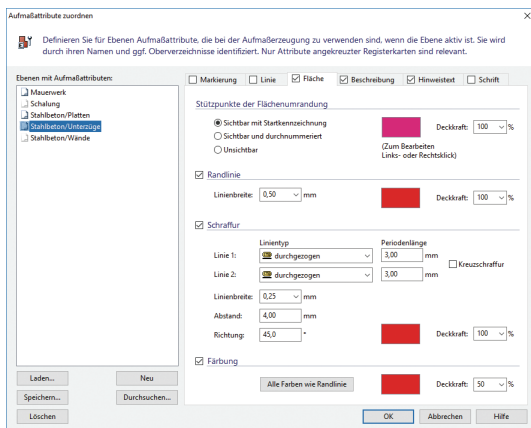 Aufmaßattribute zuordnen
Definieren Sie für Ebenen Aufmaßattribute, die bei der Aufmaßerzeugung zu verwenden sind, wenn die Ebene aktiv ist. Sie wird
durch ihren Namen und ggf. Oberverzeichnisse identifiziert. Nur Attribute angekreuzter Registerkarten sind relevant.
Ebenen mit Aufmaßattributen:
Mauerwerk
Schalung
Stahlbeton/Platten
Stahlbeton/Unterzüge
Stahlbeton/Wände
Laden... Neu
Speichern... Durchsuchen...
Löschen
Markierung Linie Fläche Beschreibung Hinweistext Schrift
Stützpunkte der Flächenumrandung
Sichtbar mit Startkennzeichnung Deckkraft: 100 %
Sichtbar und durchnummeriert
Unsichtbar
(Zum Bearbeiten
Links- oder Rechtsklick)
Randlinie
Linienbreite: 0,50 mm Deckkraft: 100 %
Schraffur
Linientyp Periodenlänge
Linie 1: durchgezogen 3,00 mm
Kreuzschraffur
Linie 2: durchgezogen 3,00 mm
Linienbreite: 0,25 mm
Abstand: 4,00 mm
Richtung: 45,0 ° Deckkraft: 100 %
Färbung
Alle Farben wie Randlinie Deckkraft: 50 %
OK Abbrechen Hilfe